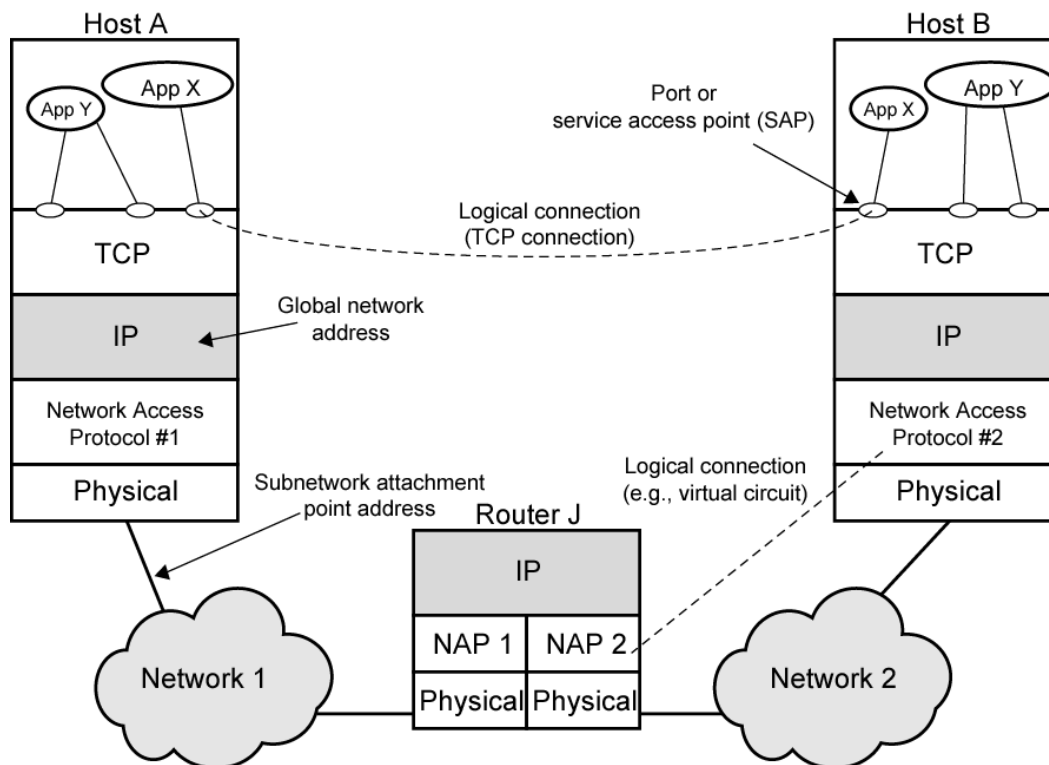 Host A
Host B
App X
App Y
Port or
service access point (SAP)
App Y
App X
Logical connection
(TCP connection)
TCP
TCP
Global network
address
IP
IP
Network Access
Protocol #1
Network Access
Protocol #2
Logical connection
(e.g., virtual circuit)
Physical
Subnetwork attachment
point address
Physical
Router J
IP
NAP 1
NAP 2
Network 1
Physical
Physical
Network 2